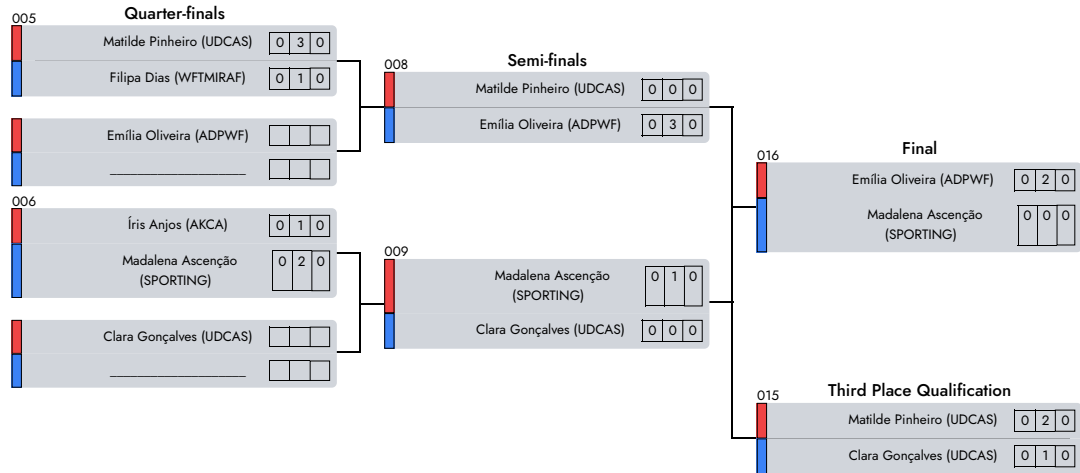 Quarter-finals
005
Matilde Pinheiro (UDCAS) 0 3 0
Filipa Dias (WFTMIRAF) 0 1 0
Emília Oliveira (ADPWF)
____________________
006
Íris Anjos (AKCA) 0 1 0
Madalena Ascenção 0 2 0
(SPORTING)
Clara Gonçalves (UDCAS)
____________________
Semi-finals
008
Matilde Pinheiro (UDCAS) 0 0 0
Emília Oliveira (ADPWF) 0 3 0
009
Madalena Ascenção 0 1 0
(SPORTING)
Clara Gonçalves (UDCAS) 0 0 0
Final
016
Emília Oliveira (ADPWF) 0 2 0
Madalena Ascenção 0 0 0
(SPORTING)
Third Place Qualification
015
Matilde Pinheiro (UDCAS) 0 2 0
Clara Gonçalves (UDCAS) 0 1 0